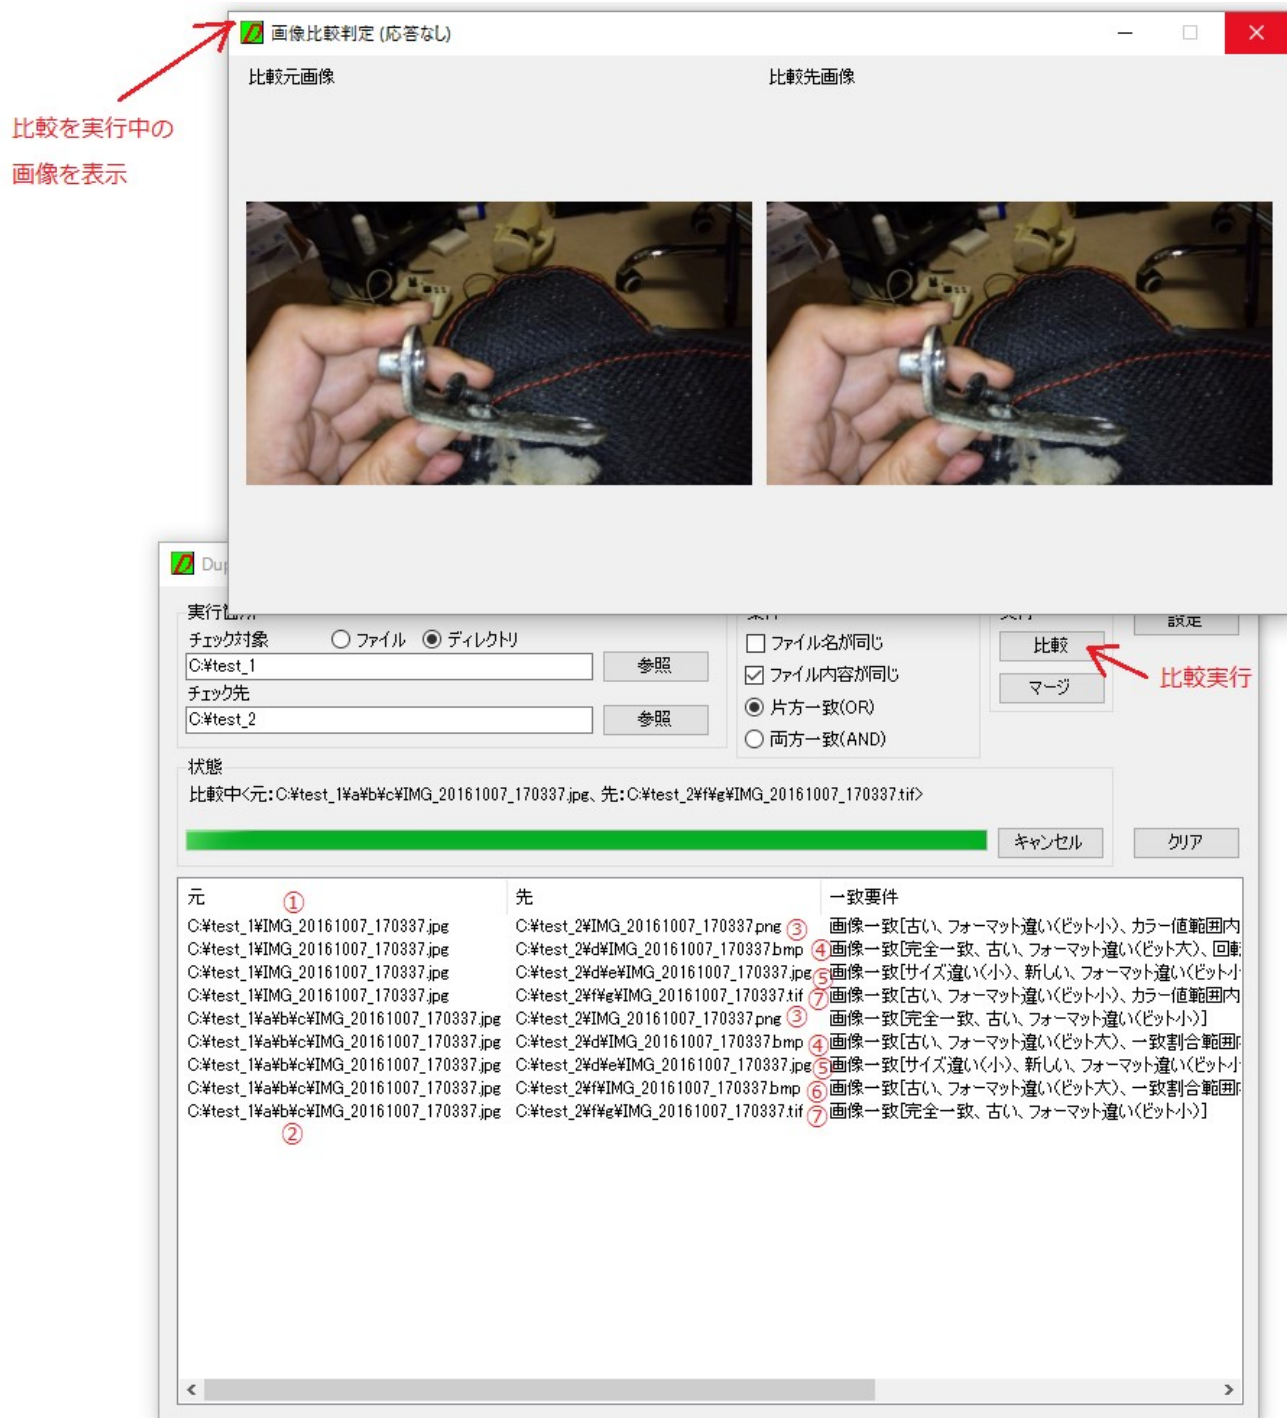 画像比較判定 (応答なし)
比較元画像
比較先画像
比較を実行中の
画像を表示
Dup
チェック対象
ファイル
ディレクトリ
C:¥test_1
参照
チェック先
C:¥test_2
参照
ファイル名が同じ
ファイル内容が同じ
片方一致(OR)
両方一致(AND)
比較
マージ
設定
比較実行
状態
比較中<元:C:¥test_1¥a¥b¥c¥IMG_20161007_170337.jpg、先:C:¥test_2¥f¥g¥IMG_20161007_170337.tif>
キャンセル
クリア
元 ① 先 一致要件
C:¥test_1¥IMG_20161007_170337.jpg C:¥test_2¥IMG_20161007_170337.png ③ 画像一致[古い、フォーマット違い(ビット小)、カラー値範囲内
C:¥test_1¥IMG_20161007_170337.jpg C:¥test_2¥d¥IMG_20161007_170337.bmp ④ 画像一致[完全一致、古い、フォーマット違い(ビット大)、回転
C:¥test_1¥IMG_20161007_170337.jpg C:¥test_2¥d¥e¥IMG_20161007_170337.jpg ⑤ 画像一致[サイズ違い(小)、新しい、フォーマット違い(ビット小
C:¥test_1¥IMG_20161007_170337.jpg C:¥test_2¥f¥g¥IMG_20161007_170337.tif ⑦ 画像一致[古い、フォーマット違い(ビット小)、カラー値範囲内
C:¥test_1¥a¥b¥c¥IMG_20161007_170337.jpg C:¥test_2¥IMG_20161007_170337.png ③ 画像一致[完全一致、古い、フォーマット違い(ビット小)]
C:¥test_1¥a¥b¥c¥IMG_20161007_170337.jpg C:¥test_2¥d¥IMG_20161007_170337.bmp ④ 画像一致[古い、フォーマット違い(ビット大)、一致割合範囲
C:¥test_1¥a¥b¥c¥IMG_20161007_170337.jpg C:¥test_2¥d¥e¥IMG_20161007_170337.jpg ⑤ 画像一致[サイズ違い(小)、新しい、フォーマット違い(ビット小
C:¥test_1¥a¥b¥c¥IMG_20161007_170337.jpg C:¥test_2¥f¥IMG_20161007_170337.bmp ⑥ 画像一致[古い、フォーマット違い(ビット大)、一致割合範囲
C:¥test_1¥a¥b¥c¥IMG_20161007_170337.jpg C:¥test_2¥f¥g¥IMG_20161007_170337.tif ⑦ 画像一致[完全一致、古い、フォーマット違い(ビット小)]
②